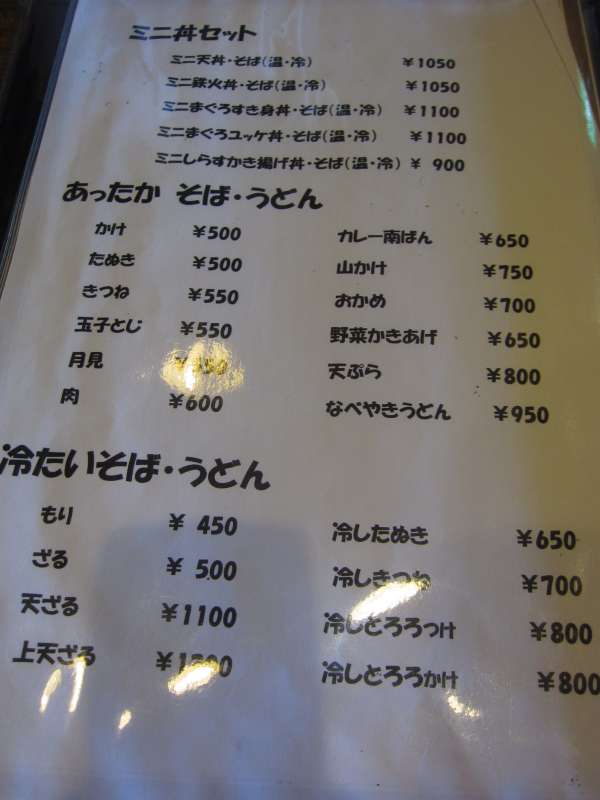 ミニ丼セット
ミニ天丼・そば(温・冷) ¥1050
ミニ鉄火丼・そば(温・冷) ¥1050
ミニまぐろすき身丼・そば(温・冷) ¥1100
ミニまぐろユッケ丼・そば(温・冷) ¥1100
ミニしらすかき揚げ丼・そば(温・冷) ¥ 900
あったか そば・うどん
かけ ¥500
たぬき ¥500
きつね ¥550
玉子とじ ¥550
月見
肉 ¥600
カレー南ばん ¥650
山かけ ¥750
おかめ ¥700
野菜かきあげ ¥650
天ぷら ¥800
なべやきうどん ¥950
冷たいそば・うどん
もり ¥ 450
ざる ¥ 500
天ざる ¥1100
上天ざる
冷したぬき ¥650
冷しきつね ¥700
冷しとろろつけ ¥800
冷しとろろかけ ¥800